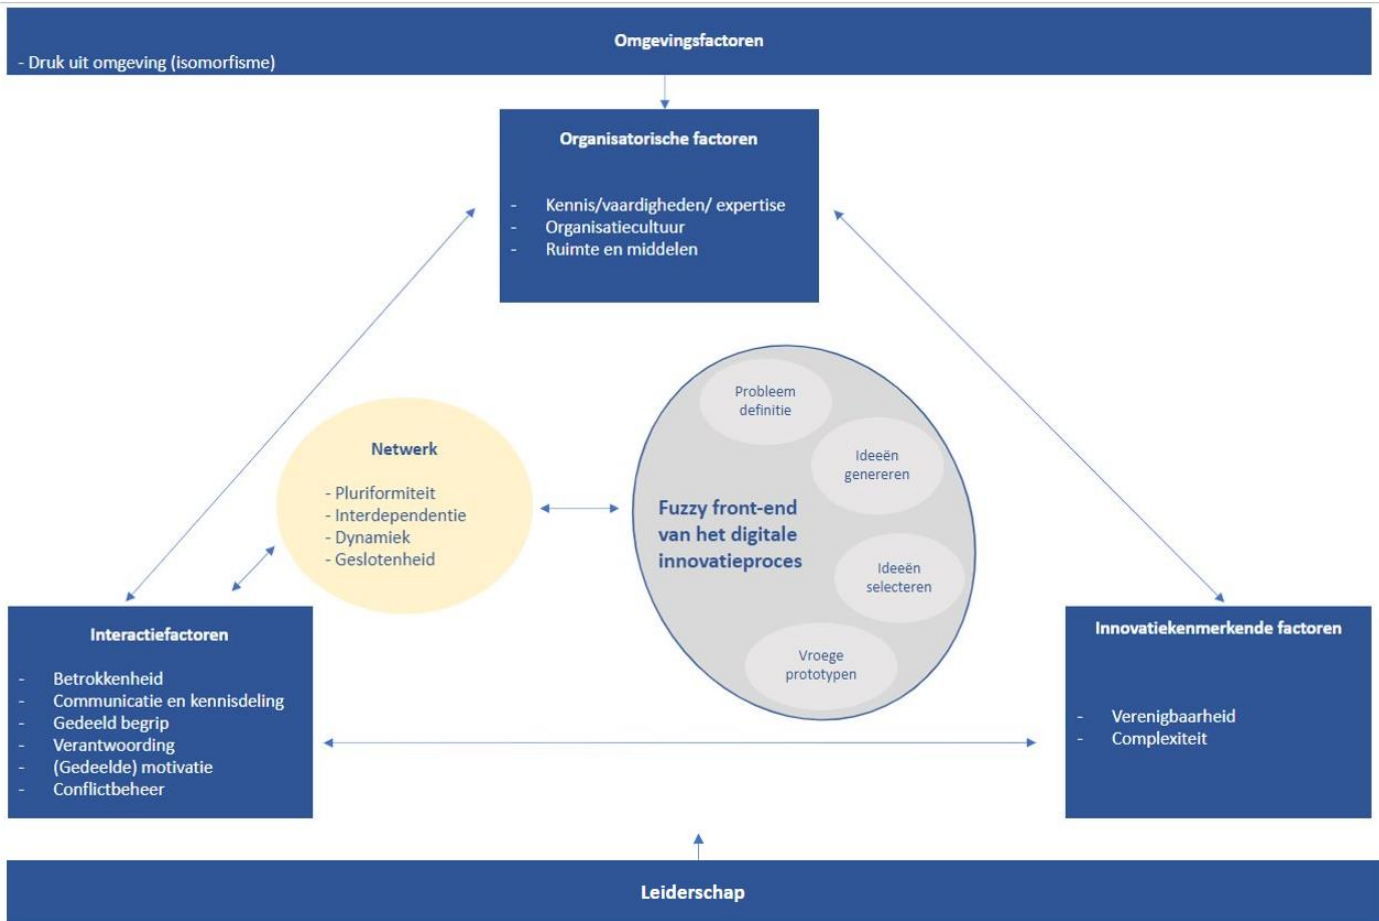 Omgevingsfactoren
- Druk uit omgeving (isomorfisme)
Organisatorische factoren
- Kennis/vaardigheden/ expertise
- Organisatiecultuur
- Ruimte en middelen
Netwerk
- Pluriformiteit
- Interdependentie
- Dynamiek
- Geslotenheid
Fuzzy front-end
van het digitale
innovatieproces
Probleem
definitie
Ideeën
genereren
Ideeën
selecteren
Vroege
prototypen
Interactiefactoren
- Betrokkenheid
- Communicatie en kennisdeling
- Gedeeld begrip
- Verantwoording
- (Gedeelde) motivatie
- Conflictbeheer
Innovatiekenmerkende factoren
- Verenigbaarheid
- Complexiteit
Leiderschap